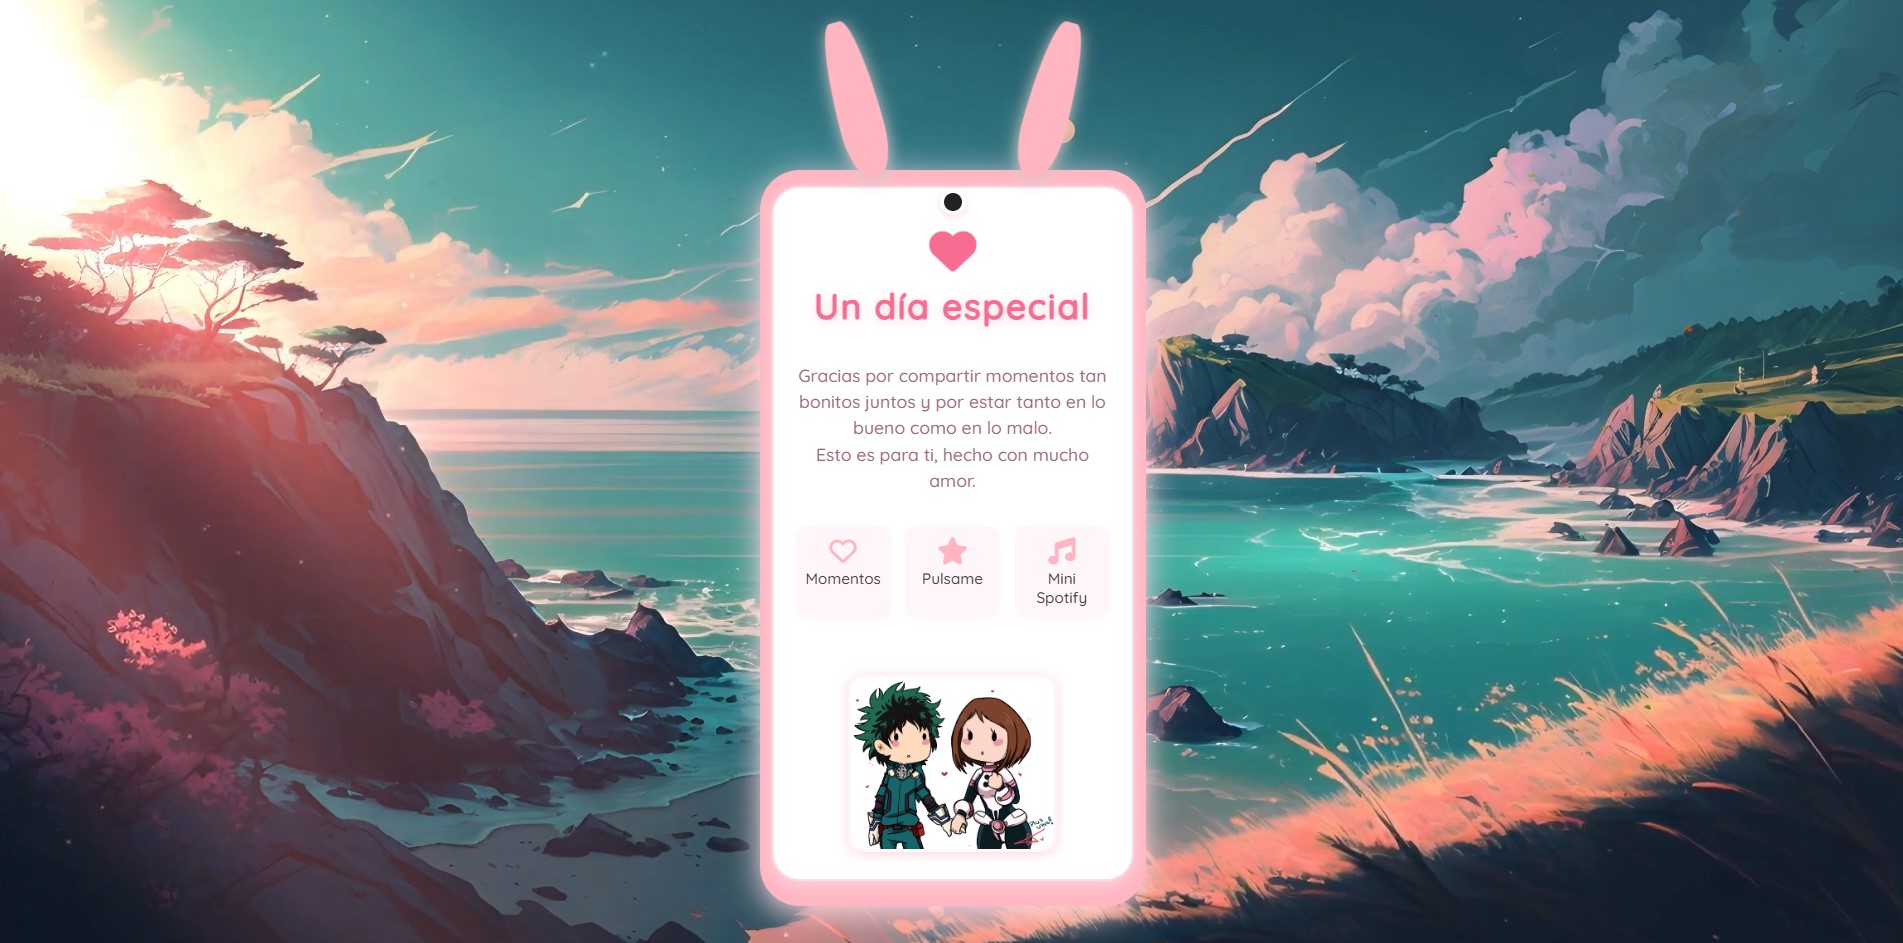 Un día especial
Gracias por compartir momentos tan
bonitos juntos y por estar tanto en lo
bueno como en lo malo.
Esto es para ti, hecho con mucho
amor.
Momentos
Pulsame
Mini
Spotify